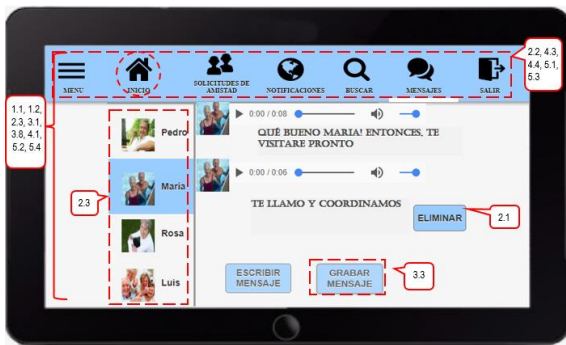 2.2, 4.3,
4.4, 5.1,
5.3
MENU
INICIO
SOLICITUDES DE
AMISTAD
NOTIFICACIONES
BUSCAR
MENSAJES
SALIR
1.1, 1.2,
2.3, 3.1,
3.8, 4.1,
5.2, 5.4
Pedro
0:00 / 0:08
QUÉ BUENO MARIA! ENTONCES, TE
VISITARE PRONTO
2.3
Maria
0:00 / 0:06
TE LLAMO Y COORDINAMOS
ELIMINAR
2.1
Rosa
Luis
ESCRIBIR
MENSAJE
GRABAR
MENSAJE
3.3